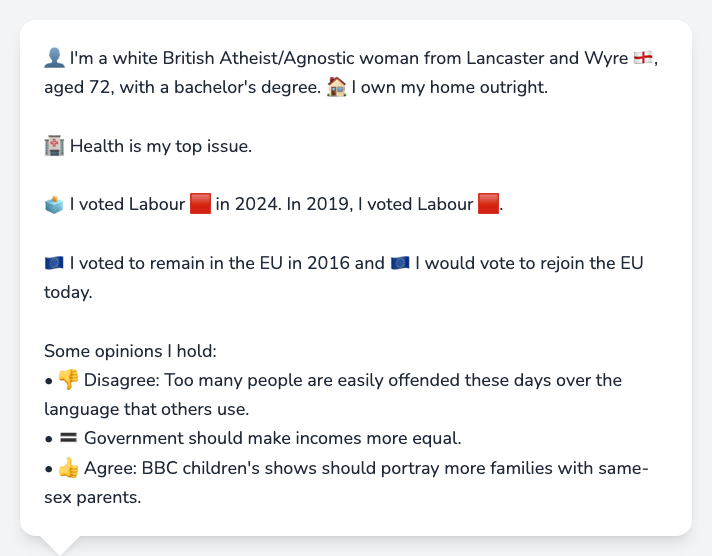 👤 I'm a white British Atheist/Agnostic woman from Lancaster and Wyre 🏴󠁧󠁢󠁥󠁮󠁧󠁿,
aged 72, with a bachelor's degree. 🏠 I own my home outright.
🏥 Health is my top issue.
🗳️ I voted Labour 🟥 in 2024. In 2019, I voted Labour 🟥.
🇪🇺 I voted to remain in the EU in 2016 and 🇪🇺 I would vote to rejoin the EU
today.
Some opinions I hold:
• 👎 Disagree: Too many people are easily offended these days over the
language that others use.
• 🟰 Government should make incomes more equal.
• 👍 Agree: BBC children's shows should portray more families with same-
sex parents.